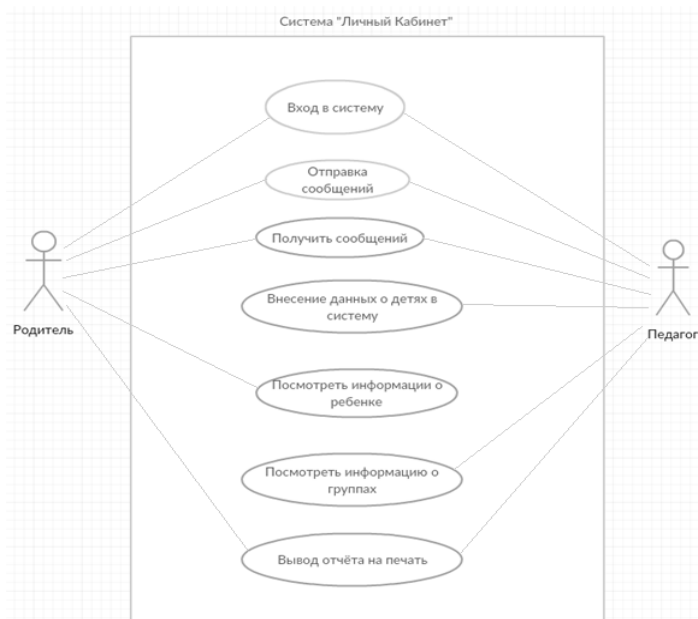 Система "Личный Кабинет"
Вход в систему
Отправка
сообщений
Получить сообщений
Внесение данных о детях в
систему
Родитель
Педагог
Посмотреть информации о
ребенке
Посмотреть информацию о
группах
Вывод отчёта на печать